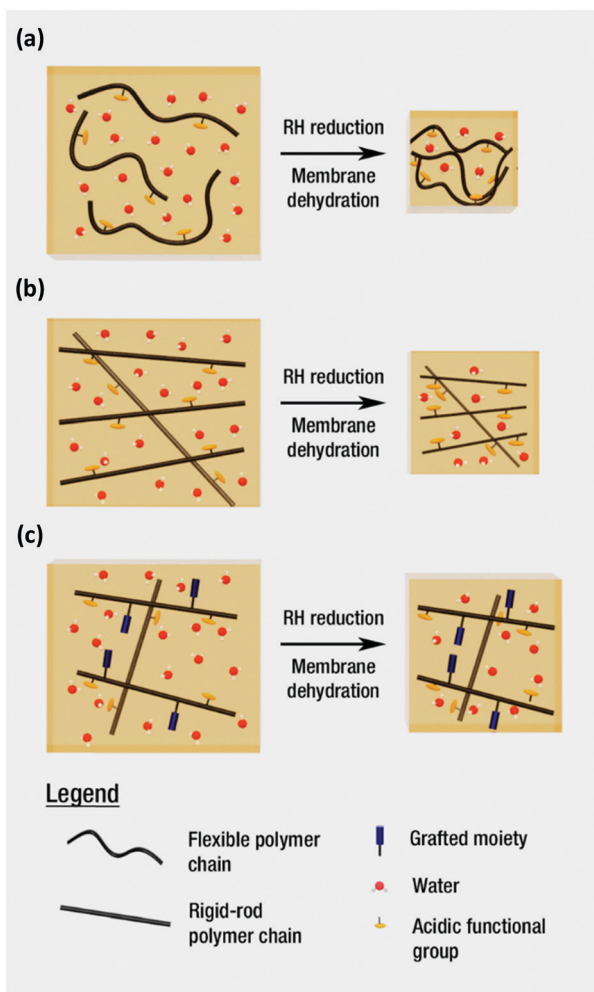 (a)
RH reduction
Membrane
dehydration
(b)
RH reduction
Membrane
dehydration
(c)
RH reduction
Membrane
dehydration
Legend
Flexible polymer
chain
Rigid-rod
polymer chain
Grafted moiety
Water
Acidic functional
group